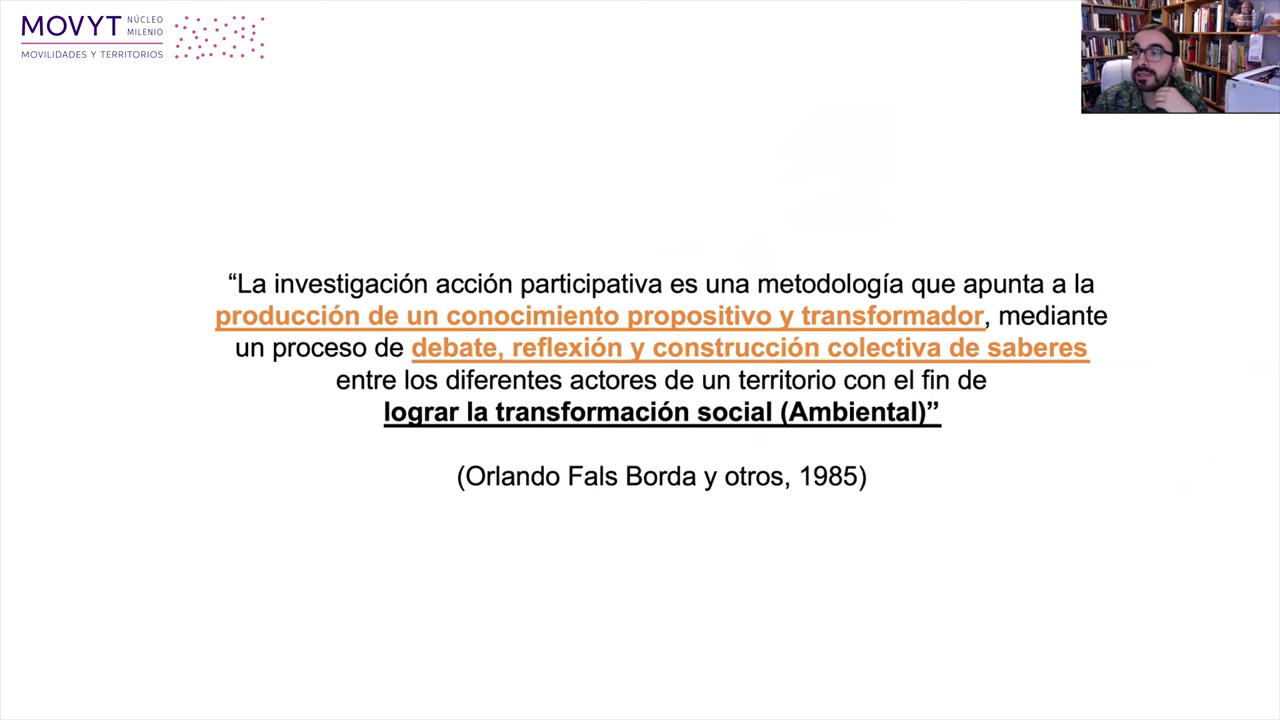 MOVYT NÚCLEO MILENIO
MOVILIDADES Y TERRITORIOS
“La investigación acción participativa es una metodología que apunta a la
producción de un conocimiento propositivo y transformador, mediante
un proceso de debate, reflexión y construcción colectiva de saberes
entre los diferentes actores de un territorio con el fin de
lograr la transformación social (Ambiental)”
(Orlando Fals Borda y otros, 1985)